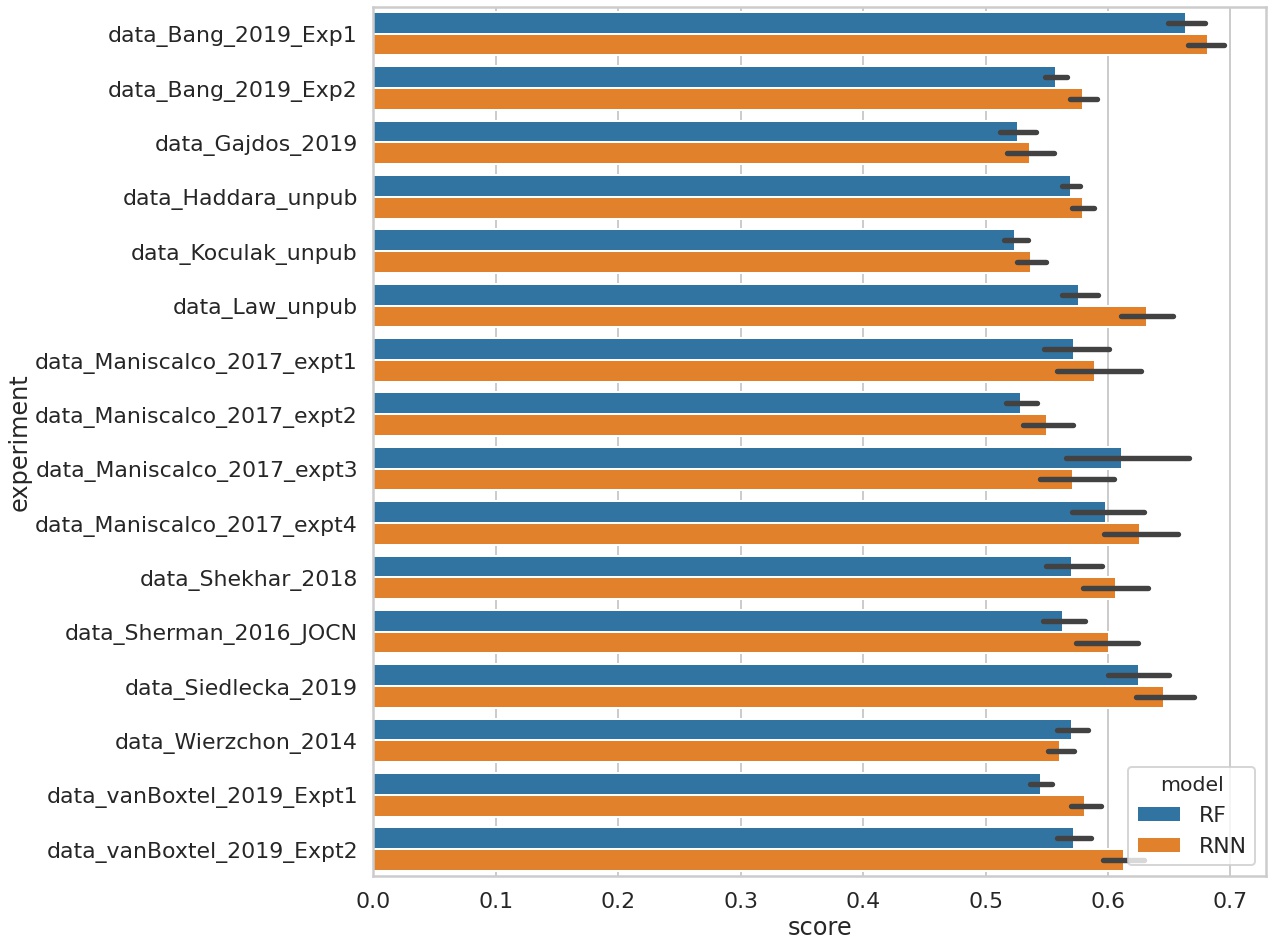 data_Bang_2019_Exp1
data_Bang_2019_Exp2
data_Gajdos_2019
data_Haddara_unpub
data_Koculak_unpub
data_Law_unpub
data_Maniscalco_2017_expt1
data_Maniscalco_2017_expt2
data_Maniscalco_2017_expt3
data_Maniscalco_2017_expt4
data_Shekhar_2018
data_Sherman_2016_JOCN
data_Siedlecka_2019
data_Wierzchon_2014
data_vanBoxtel_2019_Expt1
data_vanBoxtel_2019_Expt2
experiment
model
RF
RNN
0.0 0.1 0.2 0.3 0.4 0.5 0.6 0.7
score